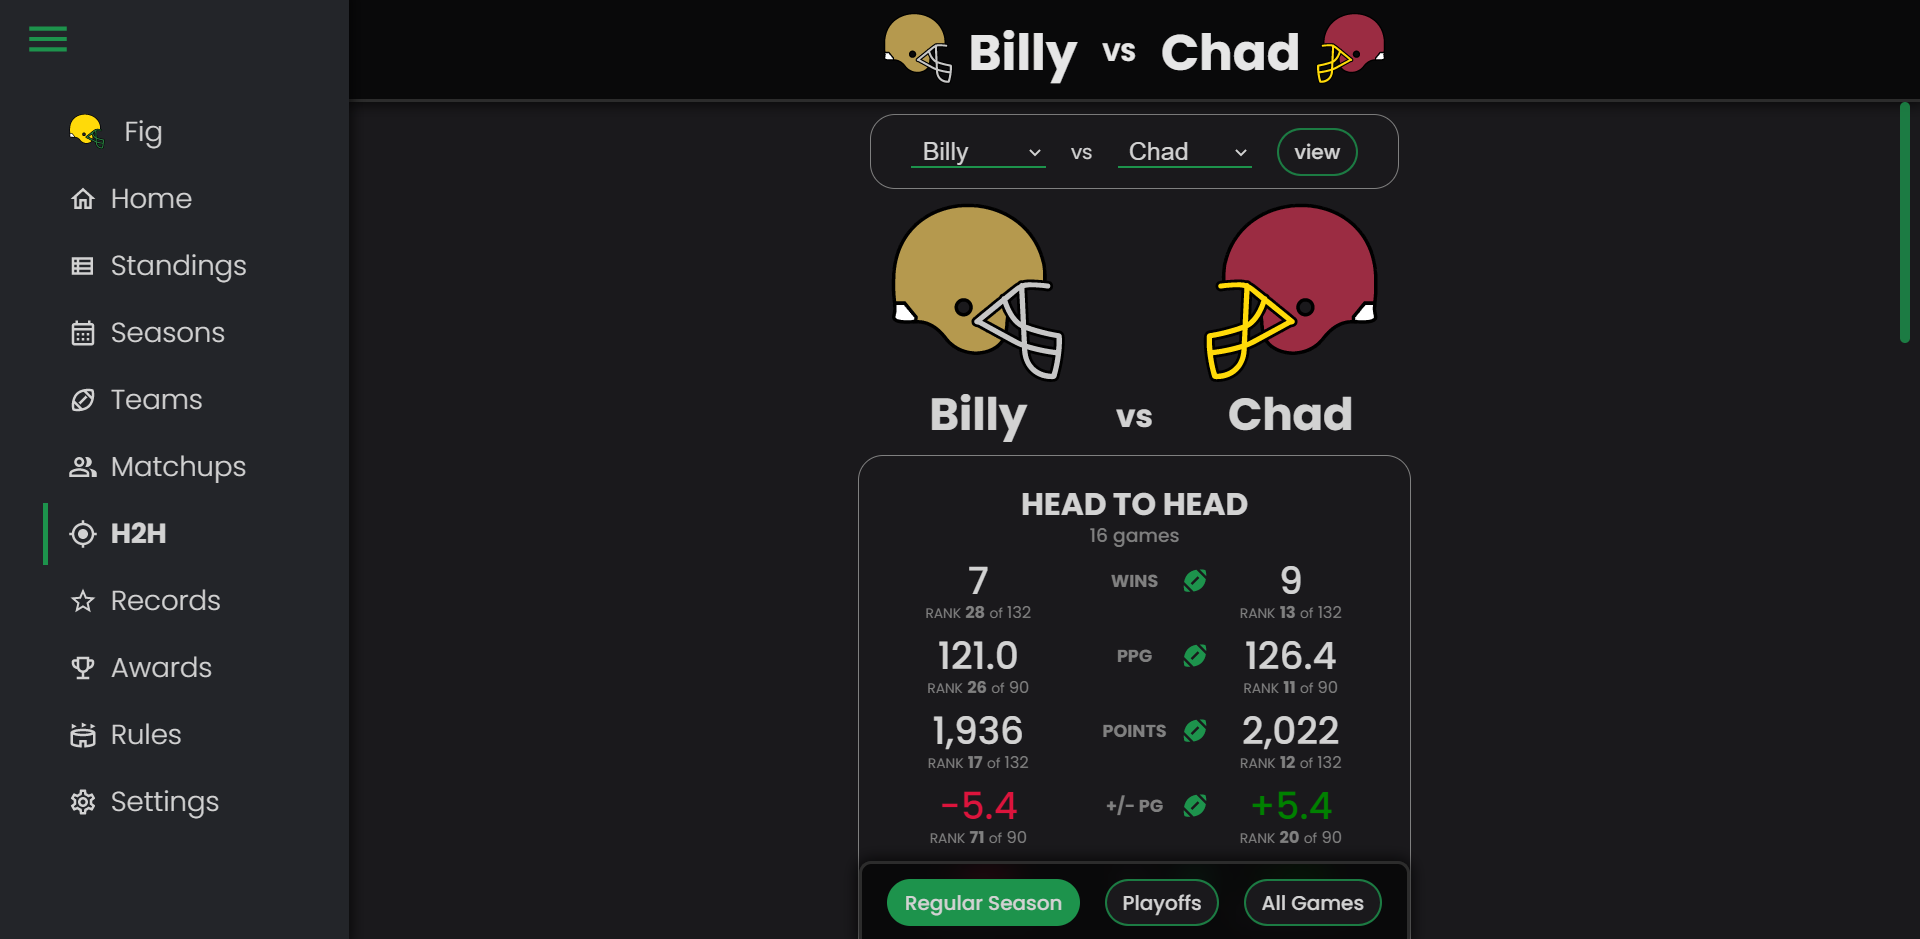 Billy vs Chad
Fig
Home
Standings
Seasons
Teams
Matchups
H2H
Records
Awards
Rules
Settings
Billy vs Chad view
Billy vs Chad
HEAD TO HEAD
16 games
7 WINS 9
RANK 28 of 132 RANK 13 of 132
121.0 PPG 126.4
RANK 26 of 90 RANK 11 of 90
1,936 POINTS 2,022
RANK 17 of 132 RANK 12 of 132
-5.4 +/- PG +5.4
RANK 71 of 90 RANK 20 of 90
Regular Season Playoffs All Games